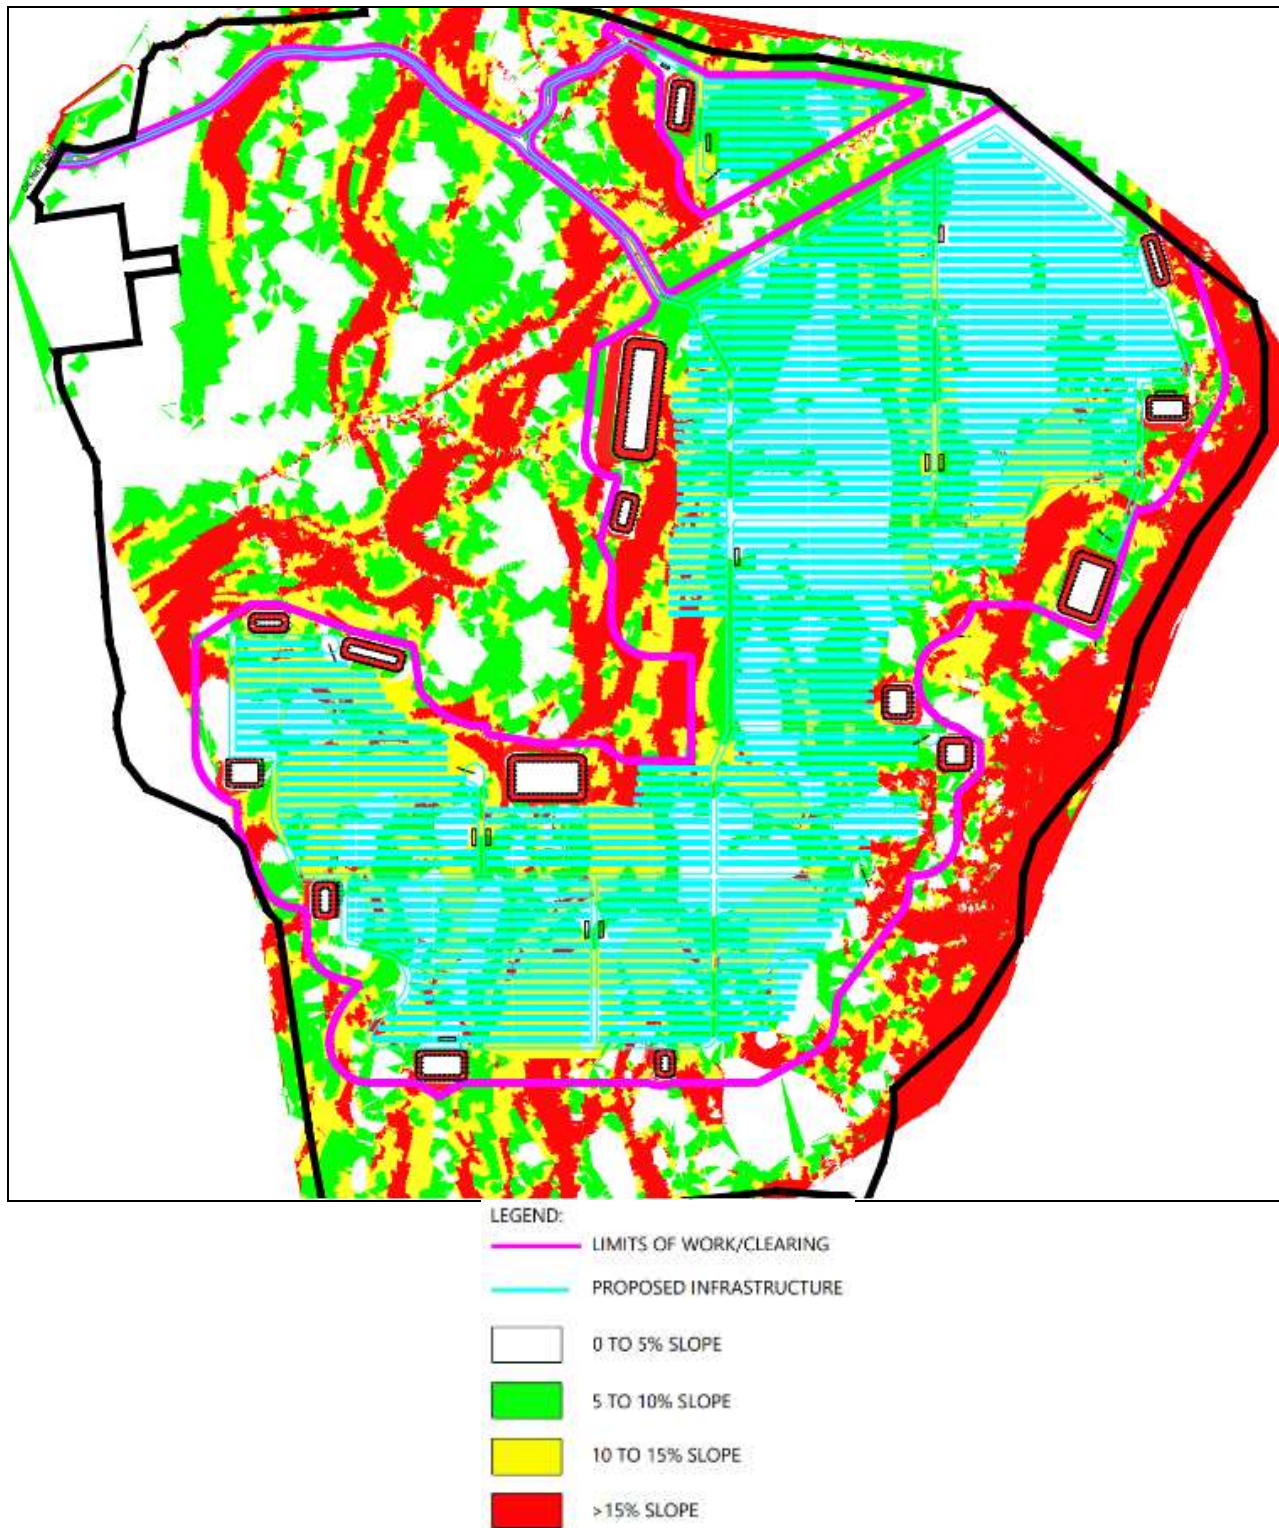 LEGEND:
LIMITS OF WORK/CLEARING
PROPOSED INFRASTRUCTURE
0 TO 5% SLOPE
5 TO 10% SLOPE
10 TO 15% SLOPE
>15% SLOPE